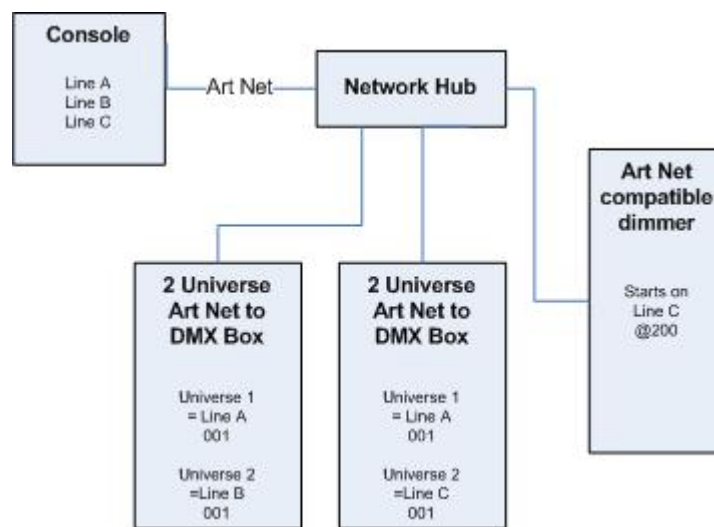 Console
Line A
Line B
Line C
Art Net
Network Hub
Art Net
compatible
dimmer
Starts on
Line C
@200
2 Universe
Art Net to
DMX Box
Universe 1
= Line A
001
Universe 2
=Line B
001
2 Universe
Art Net to
DMX Box
Universe 1
= Line A
001
Universe 2
=Line C
001